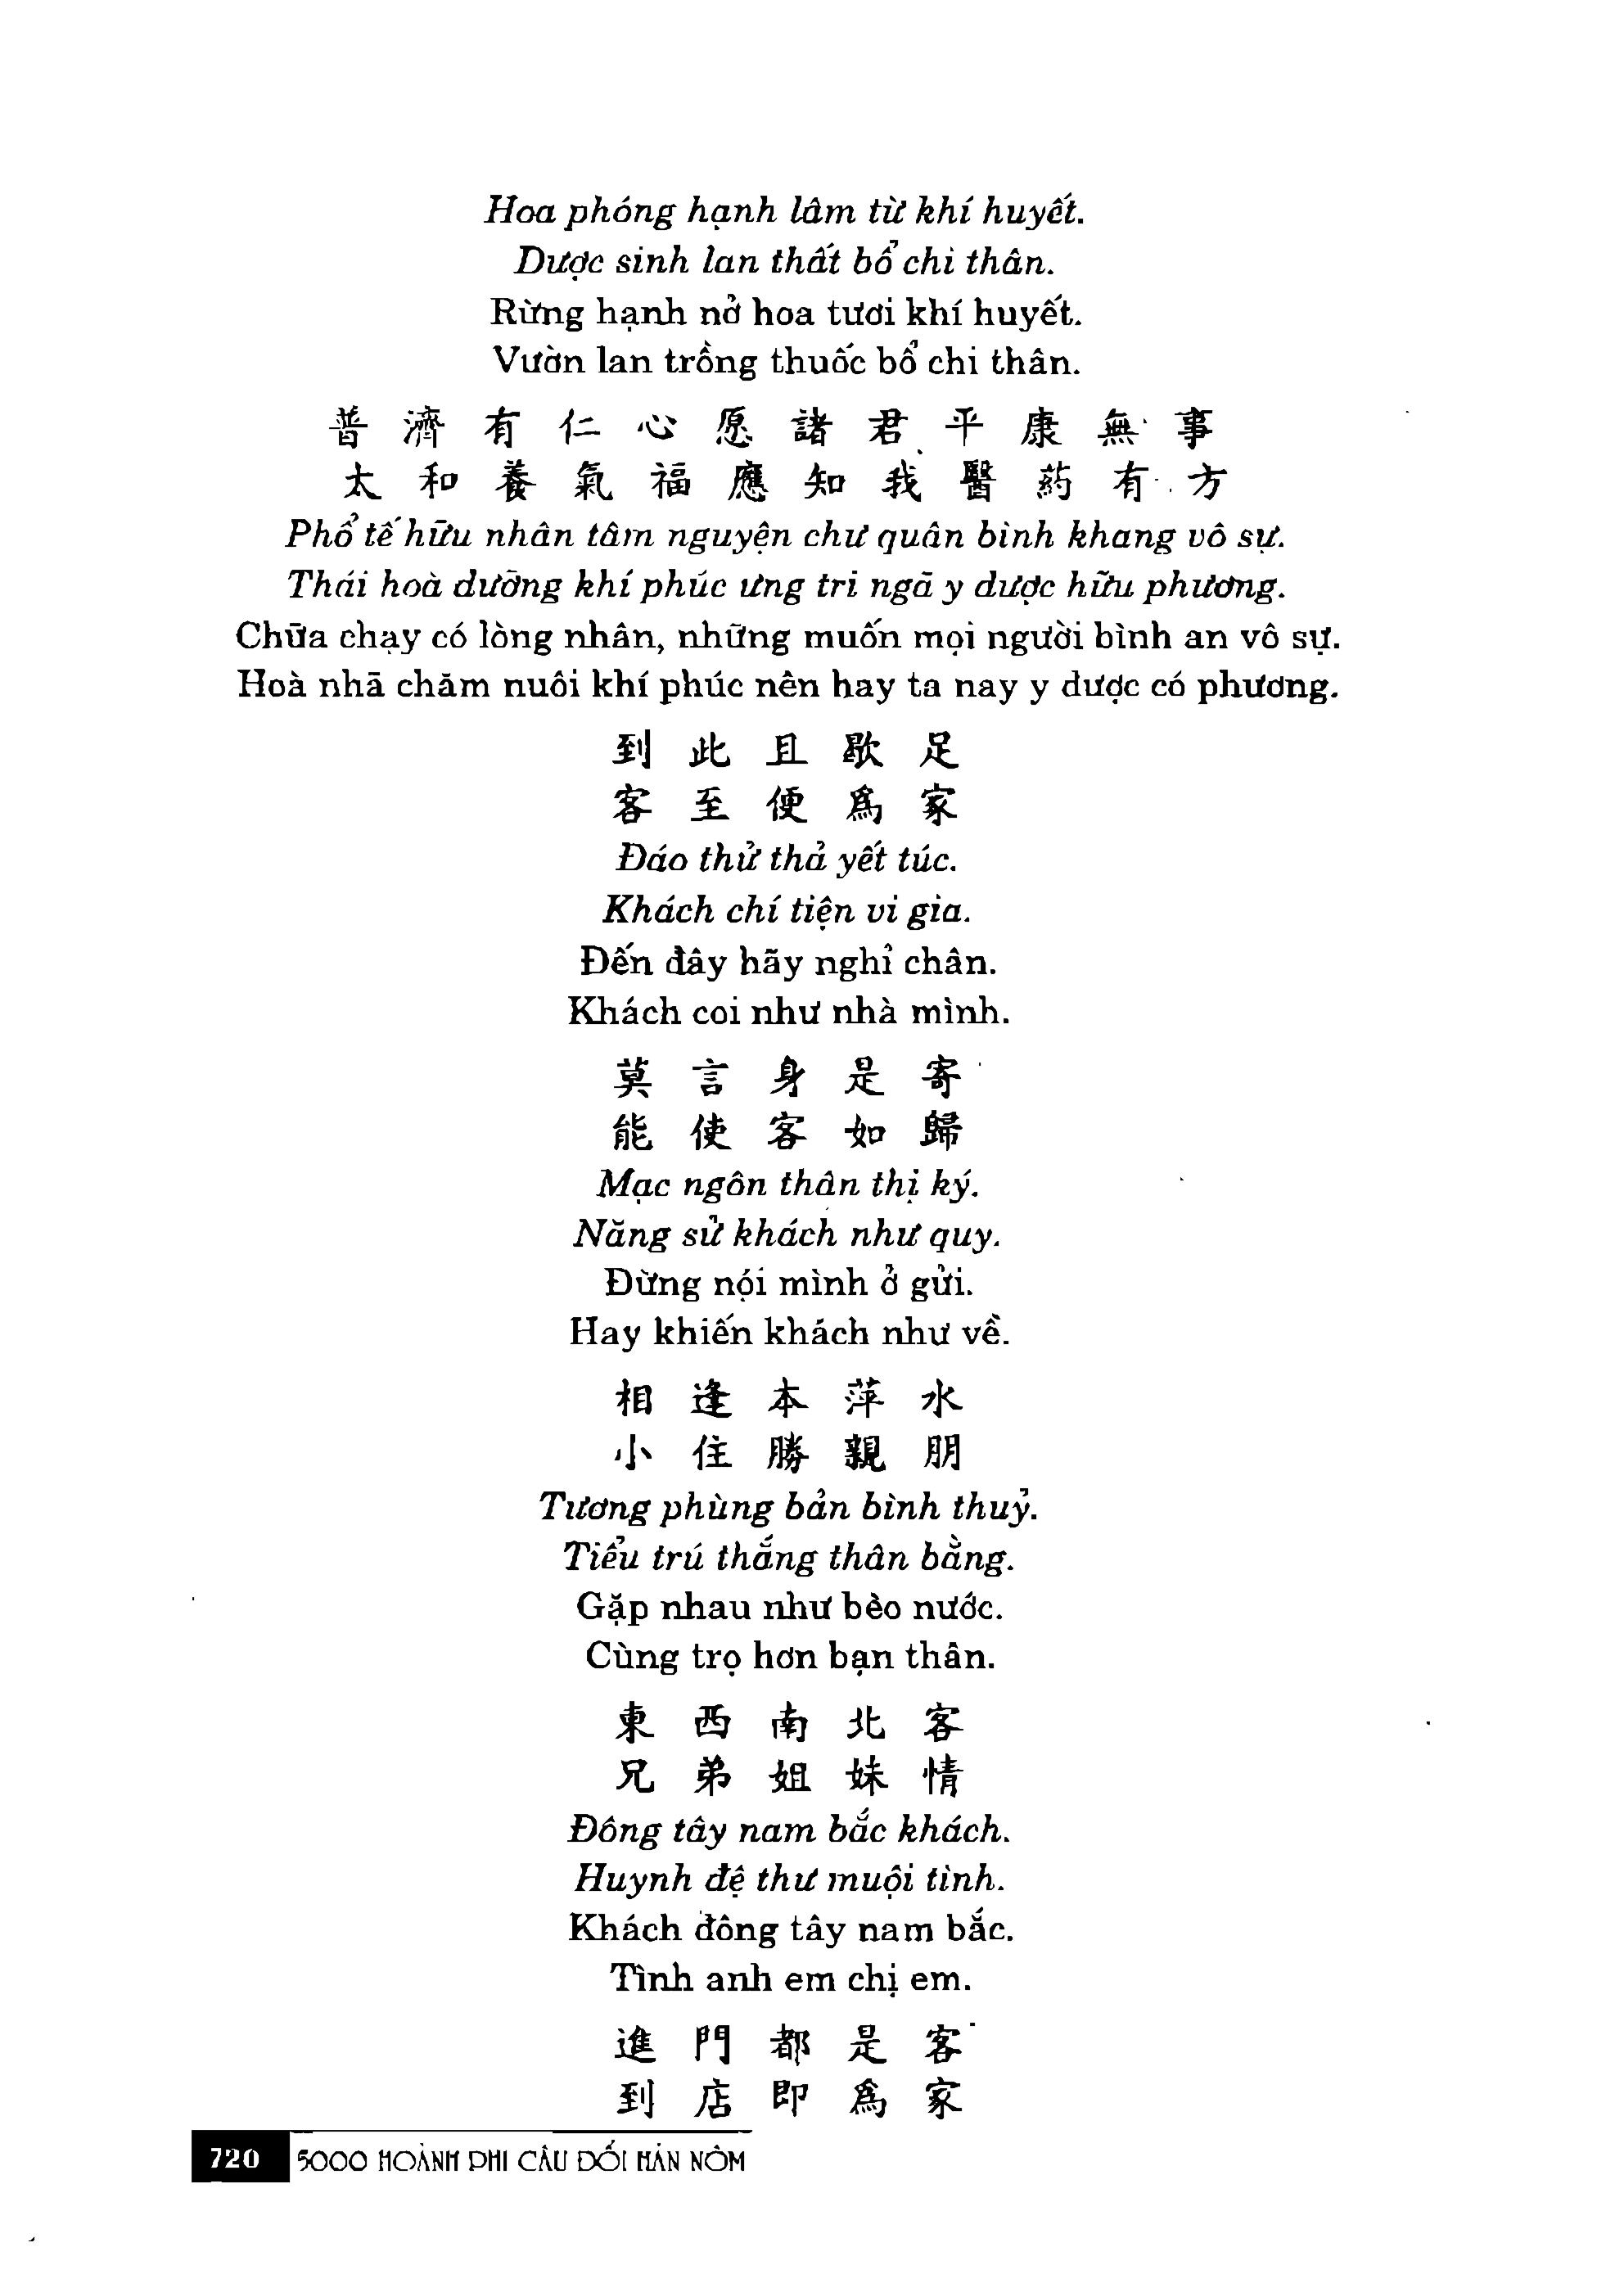 Hoa phóng hạnh lâm từ khí huyết.
Dược sinh lan thất bổ chi thân.
Rừng hạnh nở hoa tươi khí huyết.
Vườn lan trồng thuốc bổ chi thân.
普濟有仁心愿諸君平康無事
太和養氣福應知我醫药有方
Phổ tế hữu nhân tâm nguyện chư quân bình khang vô sự.
Thái hoà dưỡng khí phúc ưng tri ngã y dược hữu phương.
Chữa chạy có lòng nhân, những muốn mọi người bình an vô sự.
Hoà nhã chăm nuôi khí phúc nên hay ta nay y dược có phương.
到此且歇足
客至便爲家
Đáo thử thả yết túc.
Khách chí tiện vi gia.
Đến đây hãy nghỉ chân.
Khách coi như nhà mình.
莫言身是寄
能使客如歸
Mạc ngôn thân thị ký.
Năng sử khách như quy.
Đừng nói mình ở gửi.
Hay khiến khách như về.
相逢本萍水
小住勝親朋
Tương phùng bản bình thuỷ.
Tiểu trú thắng thân bằng.
Gặp nhau như bèo nước.
Cùng trọ hơn bạn thân.
東西南北客
兄弟姐妹情
Đông tây nam bắc khách.
Huynh đệ thư muội tình.
Khách đông tây nam bắc.
Tình anh em chị em.
進門都是客
到店即爲家
720 5000 HOÀNH PHI CÂU ĐỐI HÁN NÔM